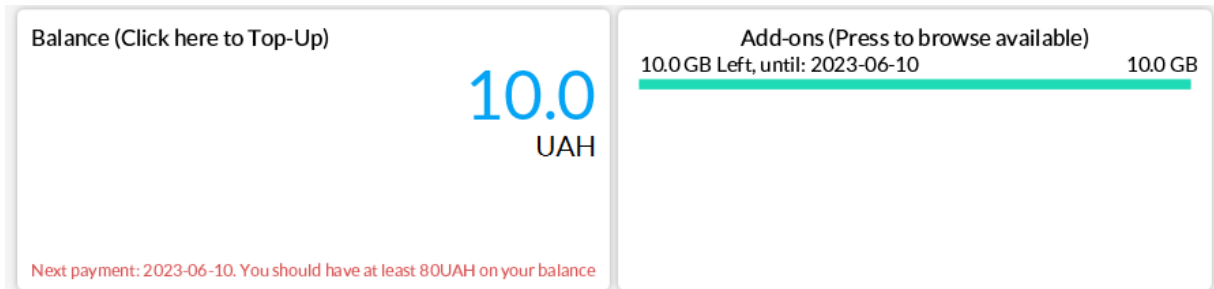 Balance (Click here to Top-Up)
10.0
UAH
Next payment: 2023-06-10. You should have at least 80UAH on your balance
Add-ons (Press to browse available)
10.0 GB Left, until: 2023-06-10
10.0 GB